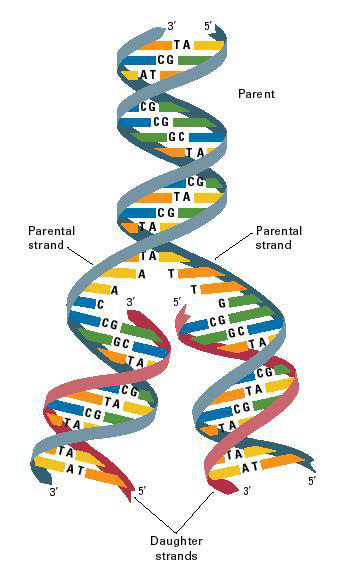 3′ 5′
TA
CG
AT
Parent
CG
CG
GC
TA
CG
TA
CG
TA
Parental
strand
Parental
strand
TA
A T
A T
C G
3′ 5′
CG CG
GC GC
TA TA
CG CG
TA TA
CG CG
TA TA
TA TA
AT AT
3′ 5′ 3′ 5′
Daughter
strands